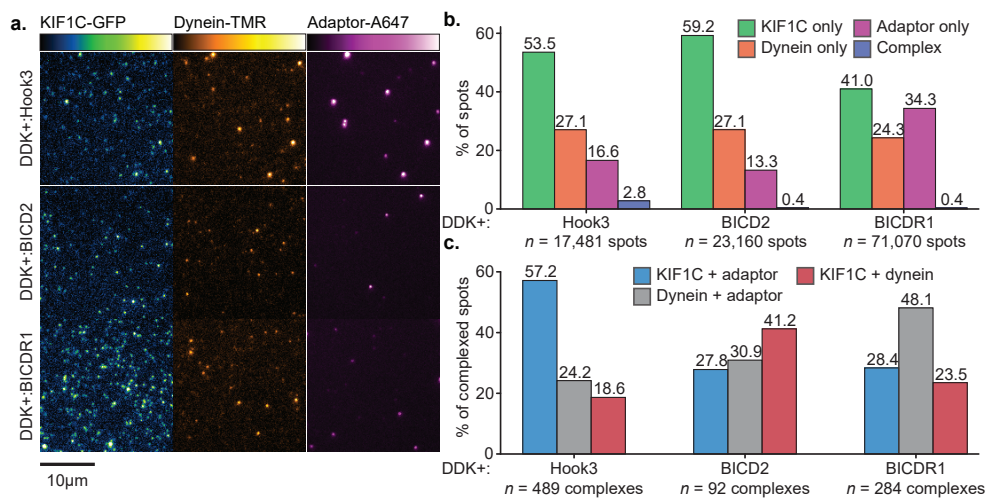 a.
KIF1C-GFP Dynein-TMR Adaptor-A647
DDK+:Hook3
DDK+:BICD2
DDK+:BICDR1
10µm
b.
KIF1C only Adaptor only
Dynein only Complex
% of spots
60
40
20
0
53.5 27.1 16.6 2.8
59.2 27.1 13.3 0.4
41.0 24.3 34.3 0.4
DDK+: Hook3 BICD2 BICDR1
n = 17,481 spots n = 23,160 spots n = 71,070 spots
c.
KIF1C + adaptor KIF1C + dynein
Dynein + adaptor
% of complexed spots
60
40
20
0
57.2 24.2 18.6
27.8 30.9 41.2
28.4 48.1 23.5
DDK+: Hook3 BICD2 BICDR1
n = 489 complexes n = 92 complexes n = 284 complexes